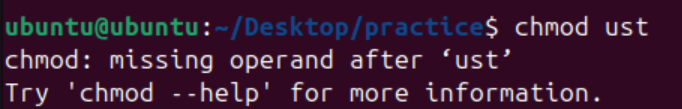 ubuntu@ubuntu:~/Desktop/practice$ chmod ust
chmod: missing operand after ‘ust’
Try 'chmod --help' for more information.